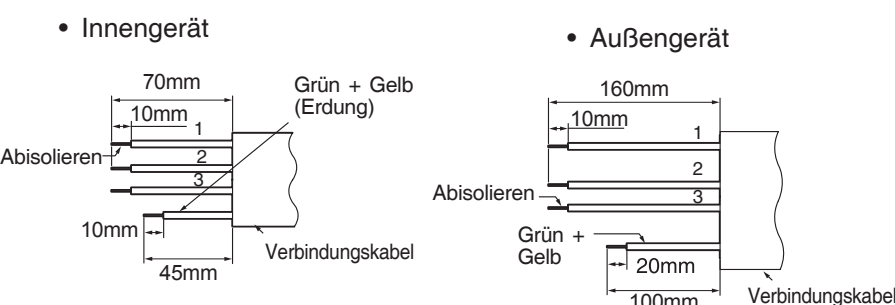 • Innengerät
70mm
Grün + Gelb
(Erdung)
10mm
1
Abisolieren
2
3
10mm
Verbindungskabel
45mm
• Außengerät
160mm
10mm
1
2
Abisolieren
3
Grün +
Gelb
20mm
Verbindungskabel
100mm